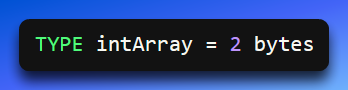 TYPE intArray = 2 bytes